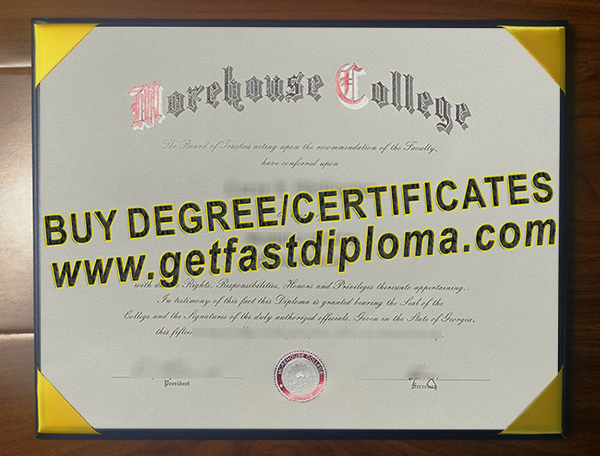 Morehouse College
The Board of Trustees acting upon the recommendation of the Faculty,
have conferred upon
BUY DEGREE/CERTIFICATES
www.getfastdiploma.com
with Rights, Responsibilities, Honors and Privileges thereunto appertaining.
In testimony of this fact this Diploma is granted bearing the Seal of the
College and the Signatures of the duly authorized officials. Given in the State of Georgia,
this fifte
MOREHOUSE COLLEGE
President